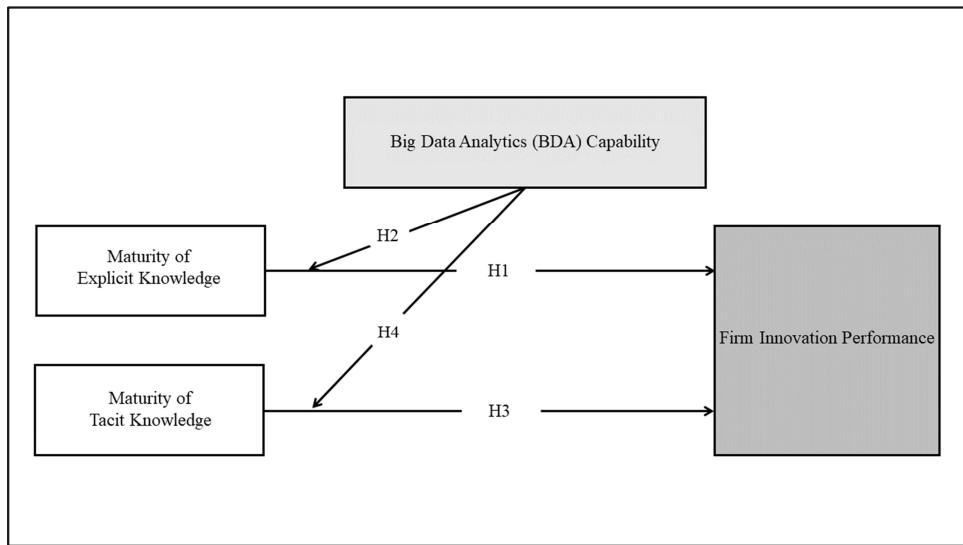 Big Data Analytics (BDA) Capability
H2
Maturity of
Explicit Knowledge
H1
Firm Innovation Performance
H4
Maturity of
Tacit Knowledge
H3